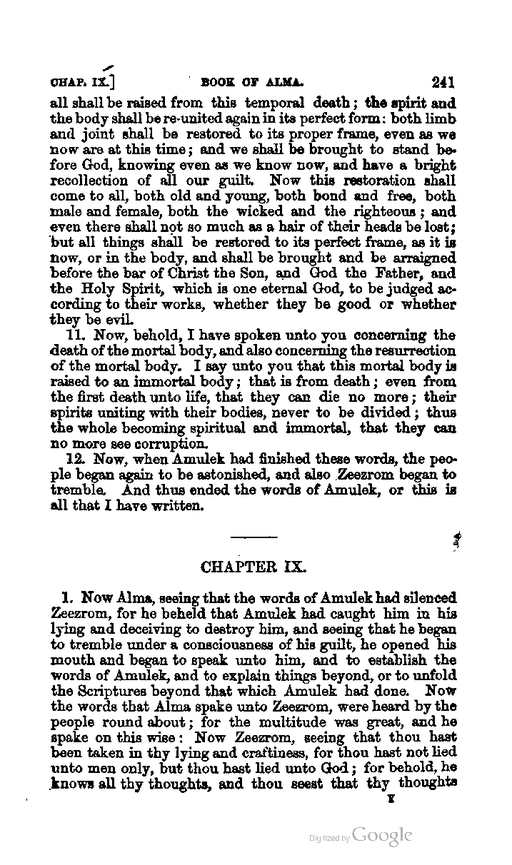 CHAP. IX.] BOOK OF ALMA. 241
all shall be raised from this temporal death; the spirit and
the body shall be re-united again in its perfect form: both limb
and joint shall be restored to its proper frame, even as we
now are at this time; and we shall be brought to stand be-
fore God, knowing even as we know now, and have a bright
recollection of all our guilt. Now this restoration shall
come to all, both old and young, both bond and free, both
male and female, both the wicked and the righteous; and
even there shall not so much as a hair of their heads be lost;
but all things shall be restored to its perfect frame, as it is
now, or in the body, and shall be brought and be arraigned
before the bar of Christ the Son, and God the Father, and
the Holy Spirit, which is one eternal God, to be judged ac-
cording to their works, whether they be good or whether
they be evil.
11. Now, behold, I have spoken unto you concerning the
death of the mortal body, and also concerning the resurrection
of the mortal body. I say unto you that this mortal body is
raised to an immortal body; that is from death; even from
the first death unto life, that they can die no more; their
spirits uniting with their bodies, never to be divided; thus
the whole becoming spiritual and immortal, that they can
no more see corruption.
12. Now, when Amulek had finished these words, the peo-
ple began again to be astonished, and also Zeezrom began to
tremble. And thus ended the words of Amulek, or this is
all that I have written.
CHAPTER IX.
1. Now Alma, seeing that the words of Amulek had silenced
Zeezrom, for he beheld that Amulek had caught him in his
lying and deceiving to destroy him, and seeing that he began
to tremble under a consciousness of his guilt, he opened his
mouth and began to speak unto him, and to establish the
words of Amulek, and to explain things beyond, or to unfold
the Scriptures beyond that which Amulek had done. Now
the words that Alma spake unto Zeezrom, were heard by the
people round about; for the multitude was great, and he
spake on this wise: Now Zeezrom, seeing that thou hast
been taken in thy lying and craftiness, for thou hast not lied
unto men only, but thou hast lied unto God; for behold, he
knows all thy thoughts, and thou seest that thy thoughts
Y
Digitized by Google